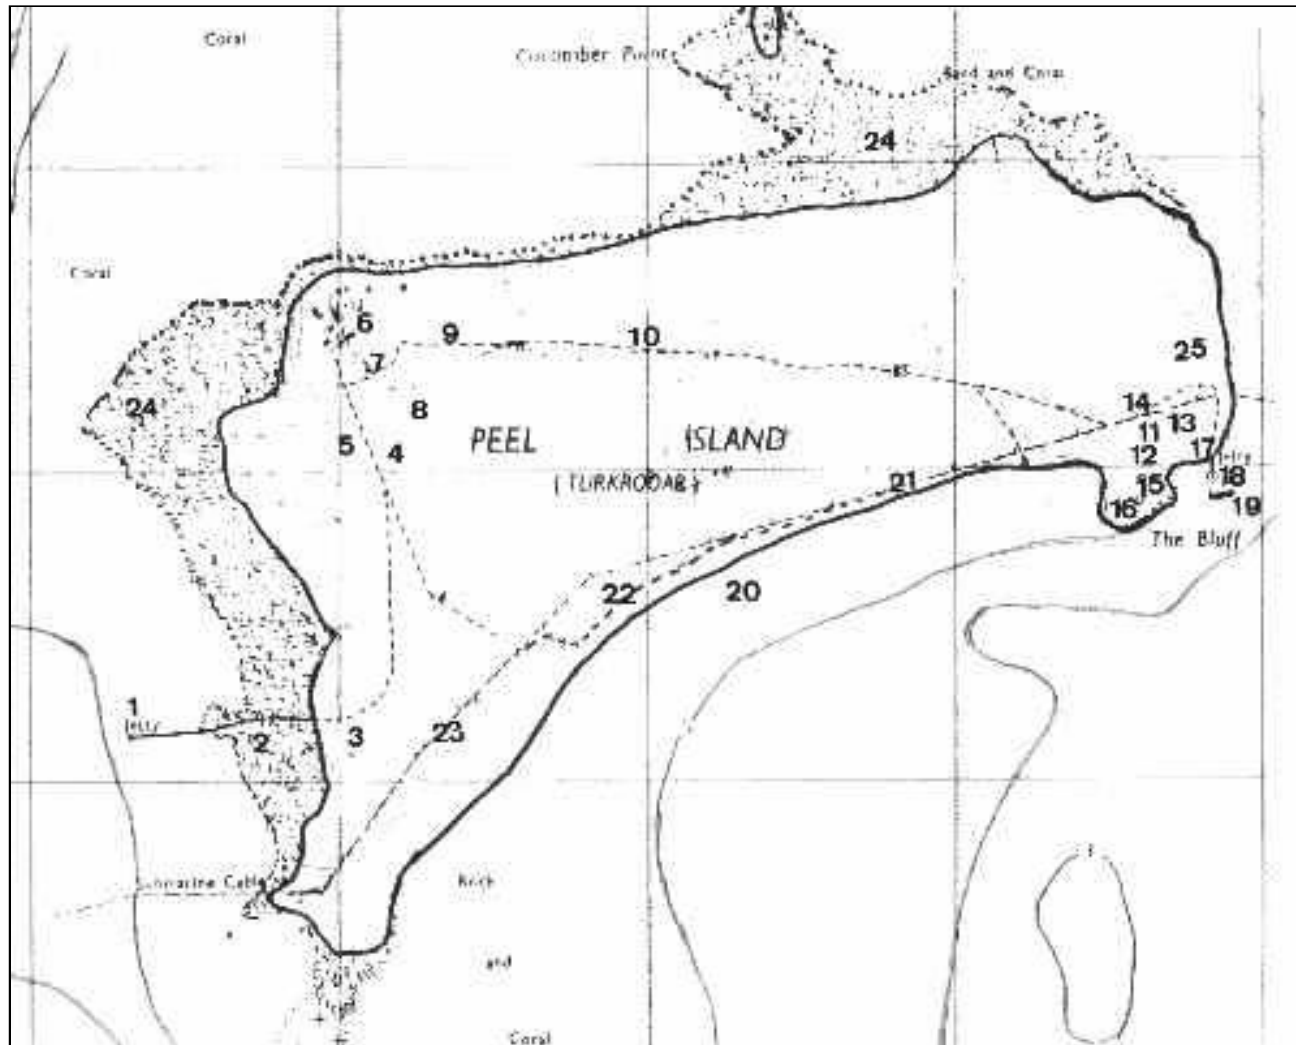 Coral
Cucumber Point
Sand and Coral
24
Coral
6
9
10
7
25
24
8
14
13
5
4
PEEL ISLAND
11
12
17
21
18
15
16
19
The Bluff
22
20
1
Jetty
2
3
23
Submarine Cable
Rock
and
Coral